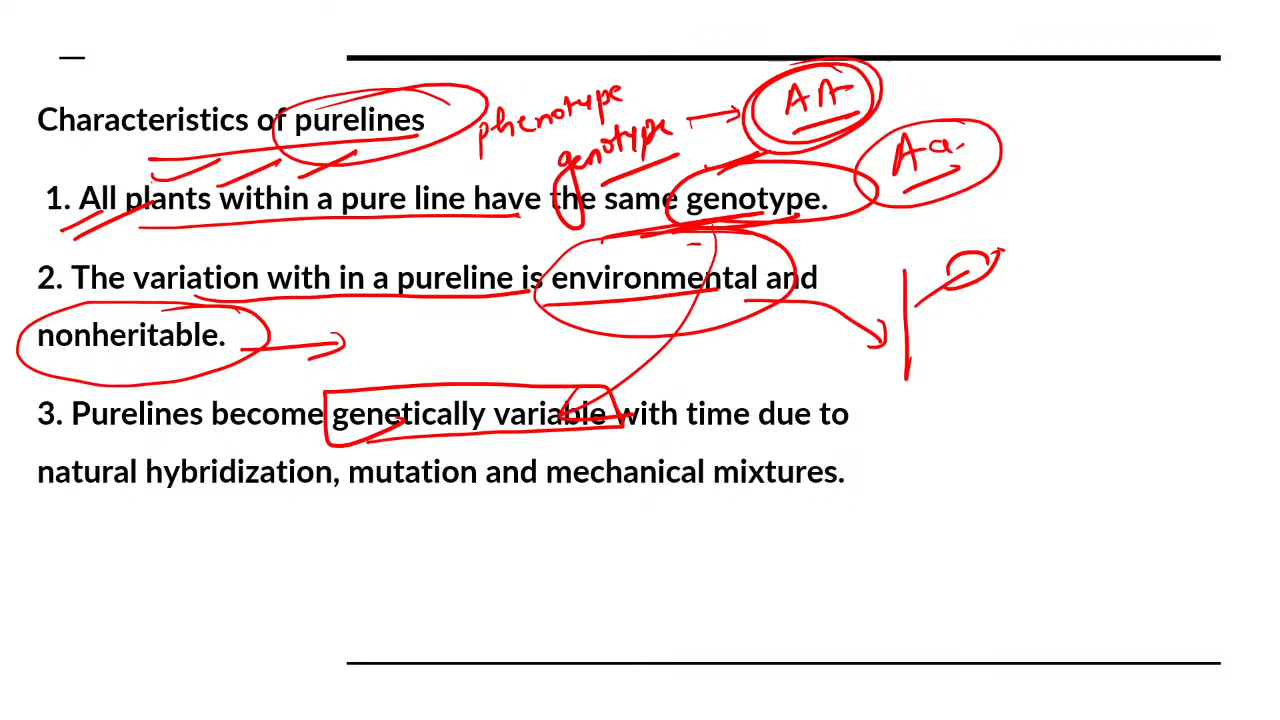 Characteristics of purelines
phenotype
genotype
AA
Aa
1. All plants within a pure line have the same genotype.
2. The variation with in a pureline is environmental and
nonheritable.
3. Purelines become genetically variable with time due to
natural hybridization, mutation and mechanical mixtures.